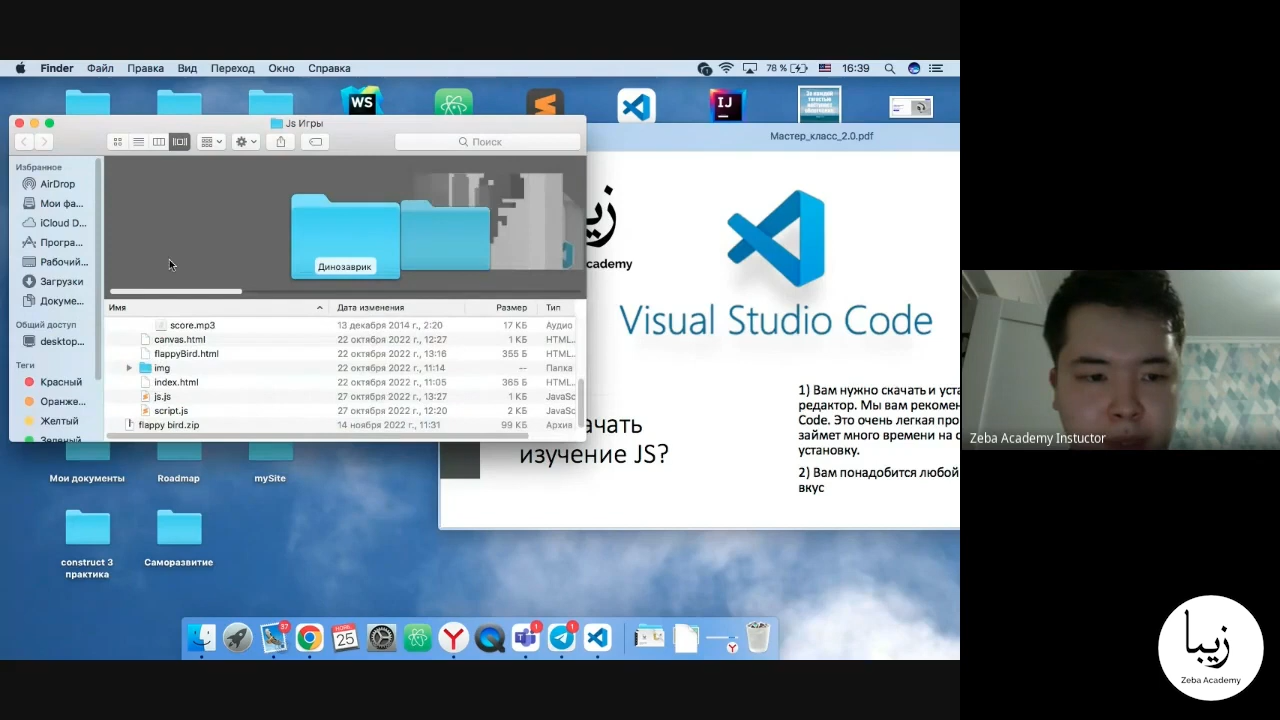 Finder Файл Правка Вид Переход Окно Справка 78 % 16:39
WS
IJ
Js Игры
Поиск
Мастер_класс_2.0.pdf
Избранное
AirDrop
Мои фа...
iCloud D...
Програ...
Рабочий...
Загрузки
Докуме...
Общий доступ
desktop...
Теги
Красный
Оранже...
Желтый
Зеленый
Динозаврик
Имя Дата изменения Размер Тип
score.mp3 13 декабря 2014 г., 2:20 17 КБ Аудио
canvas.html 22 октября 2022 г., 12:27 1 КБ HTML...
flappyBird.html 22 октября 2022 г., 13:16 355 Б HTML...
img 22 октября 2022 г., 11:14 -- Папка
index.html 22 октября 2022 г., 11:05 365 Б HTML...
js.js 27 октября 2022 г., 13:27 1 КБ JavaSc
script.js 27 октября 2022 г., 12:20 2 КБ JavaSc
flappy bird.zip 14 ноября 2022 г., 11:31 99 КБ Архив
academy
Visual Studio Code
ачать
изучение JS?
1) Вам нужно скачать и уста
редактор. Мы вам рекомен
Code. Это очень легкая про
займет много времени на с
установку.
2) Вам понадобится любой
вкус
Мои документы
Roadmap
mySite
construct 3
практика
Саморазвитие
37
25
1
1
Zeba Academy Instuctor
زیبا
Zeba Academy